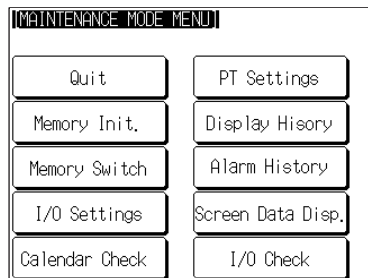 [MAINTENANCE MODE MENU]
Quit
PT Settings
Memory Init.
Display Hisory
Memory Switch
Alarm History
I/O Settings
Screen Data Disp.
Calendar Check
I/O Check